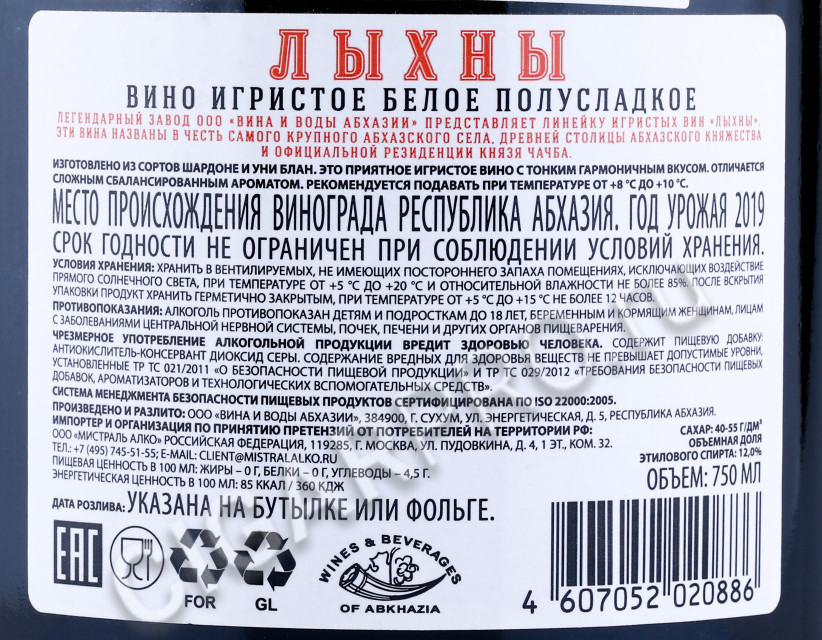 ЛЫХНЫ
ВИНО ИГРИСТОЕ БЕЛОЕ ПОЛУСЛАДКОЕ
ЛЕГЕНДАРНЫЙ ЗАВОД ООО «ВИНА И ВОДЫ АБХАЗИИ» ПРЕДСТАВЛЯЕТ ЛИНЕЙКУ ИГРИСТЫХ ВИН «ЛЫХНЫ».
ЭТИ ВИНА НАЗВАНЫ В ЧЕСТЬ САМОГО КРУПНОГО АБХАЗСКОГО СЕЛА, ДРЕВНЕЙ СТОЛИЦЫ АБХАЗСКОГО КНЯЖЕСТВА
И ОФИЦИАЛЬНОЙ РЕЗИДЕНЦИИ КНЯЗЯ ЧАЧБА.
ИЗГОТОВЛЕНО ИЗ СОРТОВ ШАРДОНЕ И УНИ БЛАН. ЭТО ПРИЯТНОЕ ИГРИСТОЕ ВИНО С ТОНКИМ ГАРМОНИЧНЫМ ВКУСОМ. ОТЛИЧАЕТСЯ
СЛОЖНЫМ СБАЛАНСИРОВАННЫМ АРОМАТОМ. РЕКОМЕНДУЕТСЯ ПОДАВАТЬ ПРИ ТЕМПЕРАТУРЕ ОТ +8 °C ДО +10 °C.
МЕСТО ПРОИСХОЖДЕНИЯ ВИНОГРАДА РЕСПУБЛИКА АБХАЗИЯ. ГОД УРОЖАЯ 2019
СРОК ГОДНОСТИ НЕ ОГРАНИЧЕН ПРИ СОБЛЮДЕНИИ УСЛОВИЙ ХРАНЕНИЯ.
УСЛОВИЯ ХРАНЕНИЯ: ХРАНИТЬ В ВЕНТИЛИРУЕМЫХ, НЕ ИМЕЮЩИХ ПОСТОРОННЕГО ЗАПАХА ПОМЕЩЕНИЯХ, ИСКЛЮЧАЮЩИХ ВОЗДЕЙСТВИЕ
ПРЯМОГО СОЛНЕЧНОГО СВЕТА, ПРИ ТЕМПЕРАТУРЕ ОТ +5 °C ДО +20 °C И ОТНОСИТЕЛЬНОЙ ВЛАЖНОСТИ НЕ БОЛЕЕ 85%. ПОСЛЕ ВСКРЫТИЯ
УПАКОВКИ ПРОДУКТ ХРАНИТЬ ГЕРМЕТИЧНО ЗАКРЫТЫМ, ПРИ ТЕМПЕРАТУРЕ ОТ +5 °C ДО +15 °C НЕ БОЛЕЕ 12 ЧАСОВ.
ПРОТИВОПОКАЗАНИЯ: АЛКОГОЛЬ ПРОТИВОПОКАЗАН ДЕТЯМ И ПОДРОСТКАМ ДО 18 ЛЕТ, БЕРЕМЕННЫМ И КОРМЯЩИМ ЖЕНЩИНАМ, ЛИЦАМ
С ЗАБОЛЕВАНИЯМИ ЦЕНТРАЛЬНОЙ НЕРВНОЙ СИСТЕМЫ, ПОЧЕК, ПЕЧЕНИ И ДРУГИХ ОРГАНОВ ПИЩЕВАРЕНИЯ.
ЧРЕЗМЕРНОЕ УПОТРЕБЛЕНИЕ АЛКОГОЛЬНОЙ ПРОДУКЦИИ ВРЕДИТ ЗДОРОВЬЮ ЧЕЛОВЕКА. СОДЕРЖИТ ПИЩЕВУЮ ДОБАВКУ:
АНТИОКИСЛИТЕЛЬ-КОНСЕРВАНТ ДИОКСИД СЕРЫ. СОДЕРЖАНИЕ ВРЕДНЫХ ДЛЯ ЗДОРОВЬЯ ВЕЩЕСТВ НЕ ПРЕВЫШАЕТ ДОПУСТИМЫЕ УРОВНИ,
УСТАНОВЛЕННЫЕ ТР ТС 021/2011 «О БЕЗОПАСНОСТИ ПИЩЕВОЙ ПРОДУКЦИИ» И ТР ТС 029/2012 «ТРЕБОВАНИЯ БЕЗОПАСНОСТИ ПИЩЕВЫХ
ДОБАВОК, АРОМАТИЗАТОРОВ И ТЕХНОЛОГИЧЕСКИХ ВСПОМОГАТЕЛЬНЫХ СРЕДСТВ».
СИСТЕМА МЕНЕДЖМЕНТА БЕЗОПАСНОСТИ ПИЩЕВЫХ ПРОДУКТОВ СЕРТИФИЦИРОВАНА ПО ISO 22000:2005.
ПРОИЗВЕДЕНО И РАЗЛИТО: ООО «ВИНА И ВОДЫ АБХАЗИИ», 384900, Г. СУХУМ, УЛ. ЭНЕРГЕТИЧЕСКАЯ, Д. 5, РЕСПУБЛИКА АБХАЗИЯ.
ИМПОРТЕР И ОРГАНИЗАЦИЯ ПО ПРИНЯТИЮ ПРЕТЕНЗИЙ ОТ ПОТРЕБИТЕЛЕЙ НА ТЕРРИТОРИИ РФ:
ООО «МИСТРАЛЬ АЛКО» РОССИЙСКАЯ ФЕДЕРАЦИЯ, 119285, Г. МОСКВА, УЛ. ПУДОВКИНА, Д. 4, 1 ЭТ., КОМ. 32.
ТЕЛ.: +7 (495) 745-51-55; E-MAIL: CLIENT@MISTRALALKO.RU
ПИЩЕВАЯ ЦЕННОСТЬ В 100 МЛ: ЖИРЫ – 0 Г, БЕЛКИ – 0 Г, УГЛЕВОДЫ – 4,5 Г.
ЭНЕРГЕТИЧЕСКАЯ ЦЕННОСТЬ В 100 МЛ: 85 ККАЛ / 360 КДЖ
САХАР: 40-55 Г/ДМ³
ОБЪЕМНАЯ ДОЛЯ
ЭТИЛОВОГО СПИРТА: 12,0%
ОБЪЕМ: 750 МЛ
ДАТА РОЗЛИВА: УКАЗАНА НА БУТЫЛКЕ ИЛИ ФОЛЬГЕ.
EAC
FOR
GL
WINES & BEVERAGES
OF ABKHAZIA
4 607052 020886